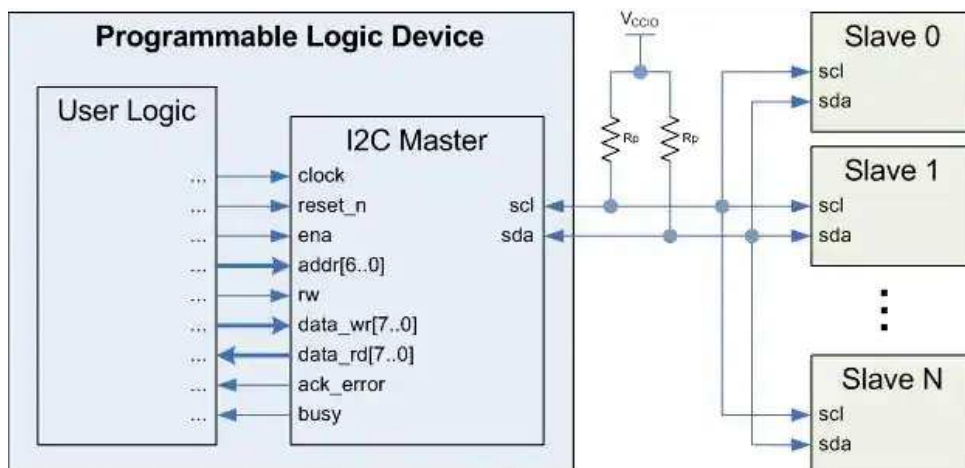 Programmable Logic Device
User Logic
...
...
...
...
...
...
...
...
...
I2C Master
clock
reset_n
ena
addr[6..0]
rw
data_wr[7..0]
data_rd[7..0]
ack_error
busy
scl
sda
VCCIO
Rp
Rp
Slave 0
scl
sda
Slave 1
scl
sda
Slave N
scl
sda